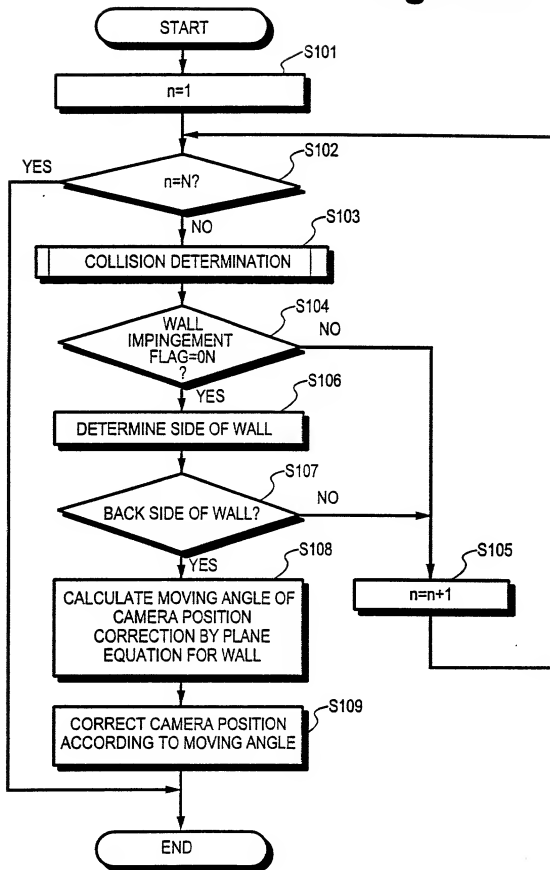 START
S101
n=1
S102
YES
n=N?
NO
S103
COLLISION DETERMINATION
S104
WALL
IMPINGEMENT
FLAG=0N
?
NO
YES
S106
DETERMINE SIDE OF WALL
S107
BACK SIDE OF WALL?
NO
YES
S108
CALCULATE MOVING ANGLE OF
CAMERA POSITION
CORRECTION BY PLANE
EQUATION FOR WALL
S105
n=n+1
S109
CORRECT CAMERA POSITION
ACCORDING TO MOVING ANGLE
END